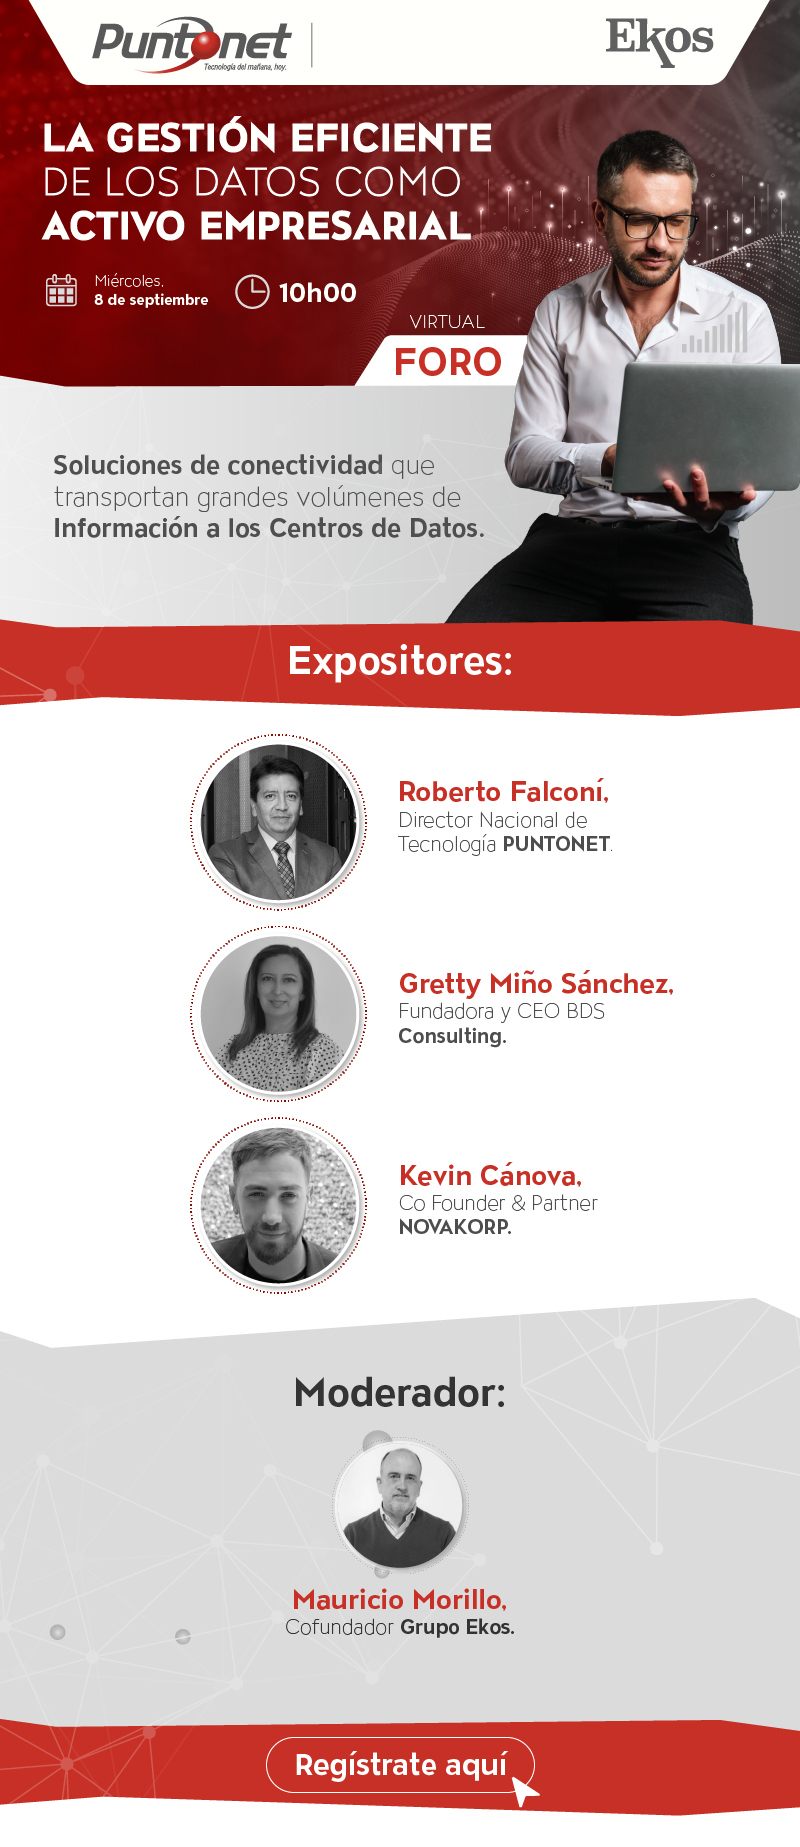 Puntonet
Tecnología del mañana, hoy.
Ekos
LA GESTIÓN EFICIENTE
DE LOS DATOS COMO
ACTIVO EMPRESARIAL
Miércoles,
8 de septiembre
10h00
VIRTUAL
FORO
Soluciones de conectividad que
transportan grandes volúmenes de
Información a los Centros de Datos.
Expositores:
Roberto Falconí,
Director Nacional de
Tecnología PUNTONET.
Gretty Miño Sánchez,
Fundadora y CEO BDS
Consulting.
Kevin Cánova,
Co Founder & Partner
NOVAKORP.
Moderador:
Mauricio Morillo,
Cofundador Grupo Ekos.
Regístrate aquí